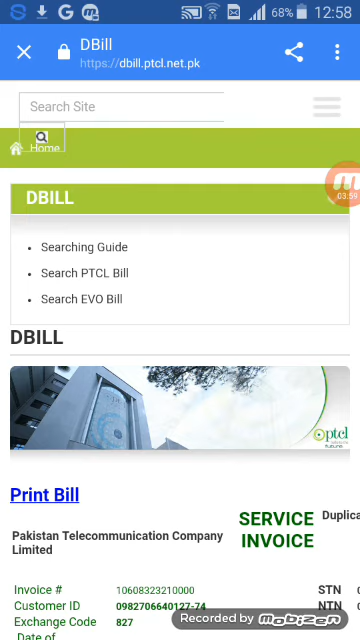 68% 12:58
DBill
https://dbill.ptcl.net.pk
Search Site
Home
DBILL
03:59
Searching Guide
Search PTCL Bill
Search EVO Bill
DBILL
ptcl
Print Bill
SERVICE INVOICE
Pakistan Telecommunication Company
Limited
Invoice # 10608323210000 STN
Customer ID 0982706640127-74 NTN
Exchange Code 827
Date of
Recorded by MOBIZEN